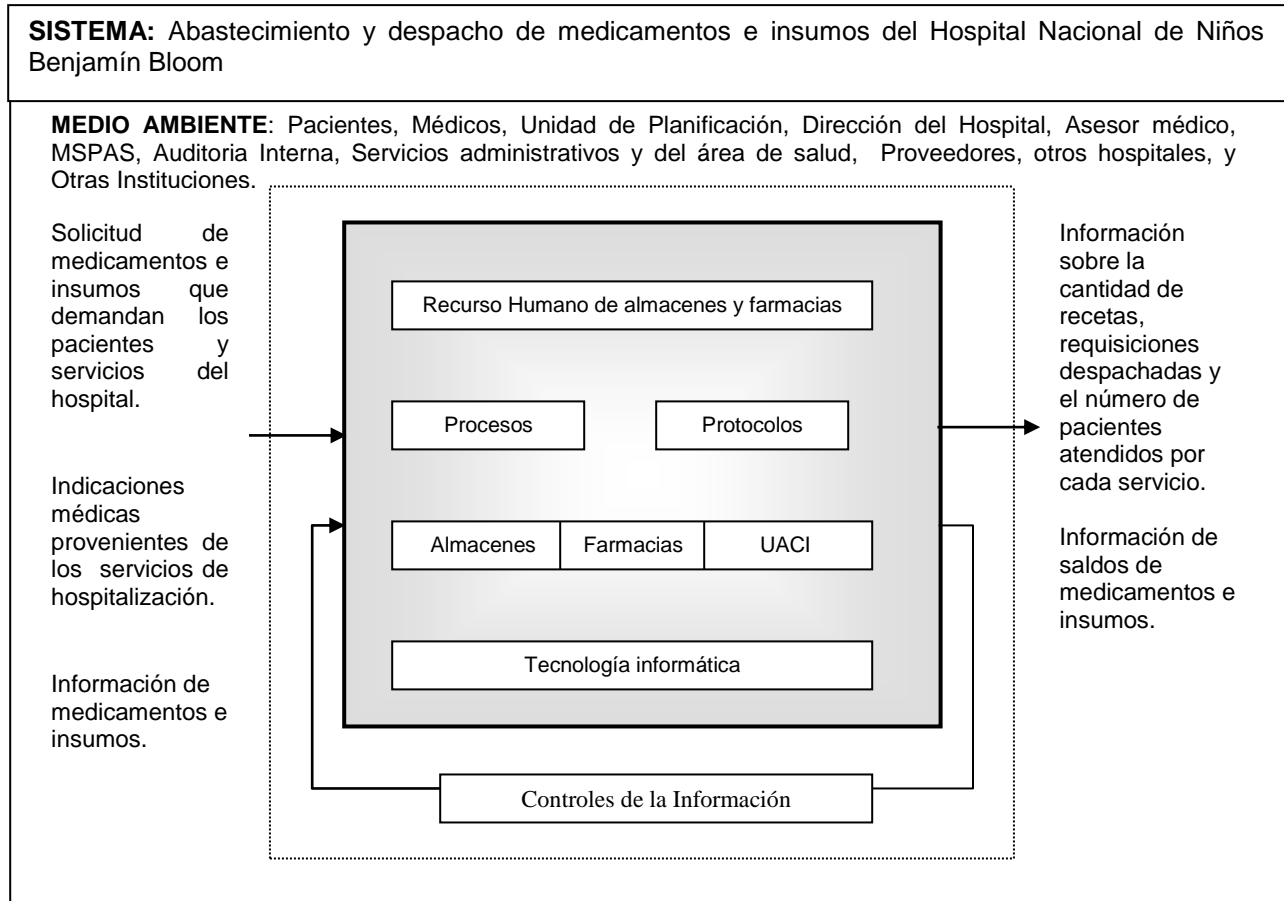 SISTEMA: Abastecimiento y despacho de medicamentos e insumos del Hospital Nacional de Niños
Benjamín Bloom
MEDIO AMBIENTE: Pacientes, Médicos, Unidad de Planificación, Dirección del Hospital, Asesor médico,
MSPAS, Auditoria Interna, Servicios administrativos y del área de salud, Proveedores, otros hospitales, y
Otras Instituciones.
Solicitud de
medicamentos e
insumos que
demandan los
pacientes y
servicios del
hospital.
Indicaciones
médicas
provenientes de
los servicios de
hospitalización.
Información de
medicamentos e
insumos.
Recurso Humano de almacenes y farmacias
Procesos
Protocolos
Almacenes
Farmacias
UACI
Tecnología informática
Controles de la Información
Información
sobre la
cantidad de
recetas,
requisiciones
despachadas y
el número de
pacientes
atendidos por
cada servicio.
Información de
saldos de
medicamentos e
insumos.